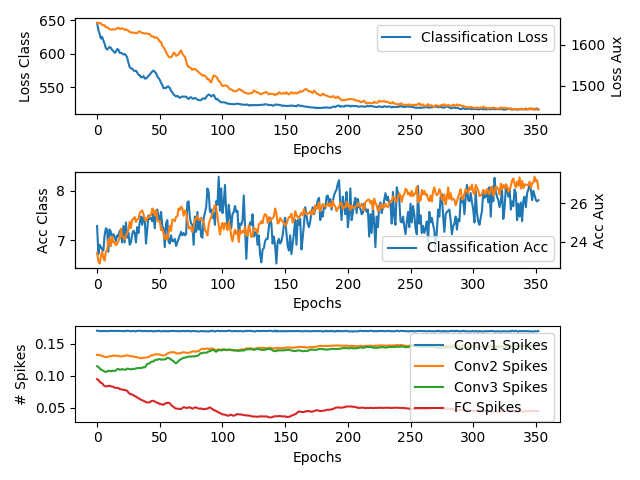 650
600
550
Loss Class
Classification Loss
1600
1500
Loss Aux
0 50 100 150 200 250 300 350
Epochs
8
7
Acc Class
Classification Acc
26
24
Acc Aux
0 50 100 150 200 250 300 350
Epochs
0.15
0.10
0.05
# Spikes
Conv1 Spikes
Conv2 Spikes
Conv3 Spikes
FC Spikes
0 50 100 150 200 250 300 350
Epochs